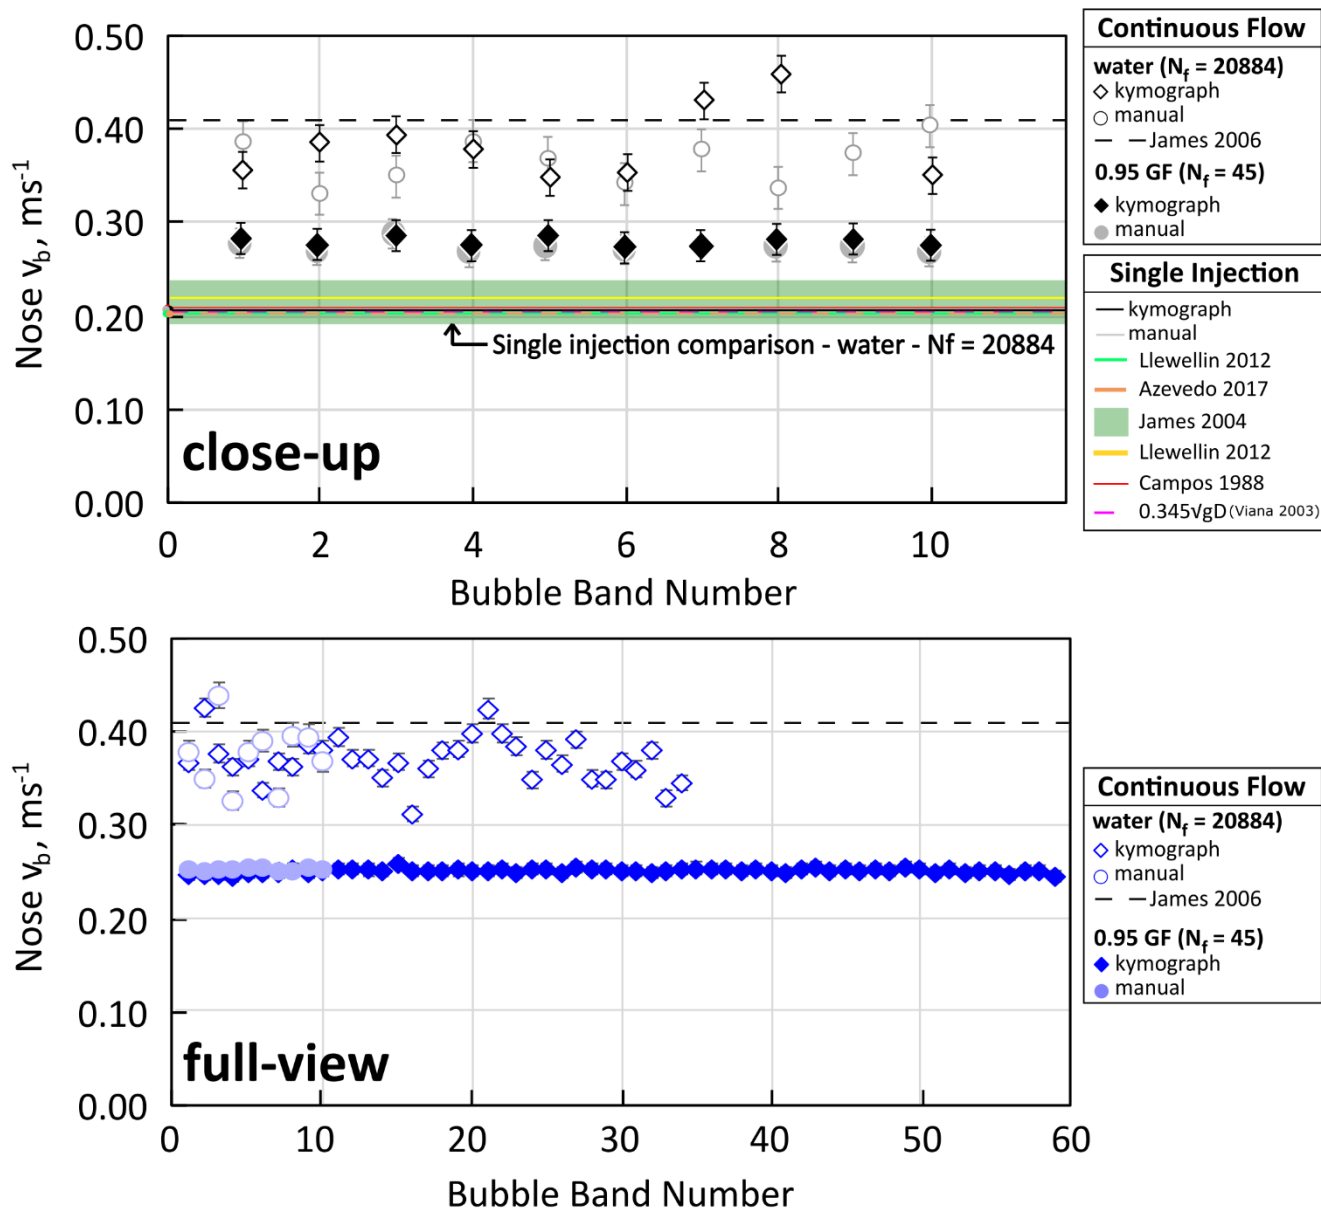 0.50
0.40
0.30
0.20
0.10
0.00
Nose v_b, ms⁻¹
Single injection comparison - water - Nf = 20884
close-up
0 2 4 6 8 10
Bubble Band Number
Continuous Flow
water (N_f = 20884)
kymograph
manual
James 2006
0.95 GF (N_f = 45)
kymograph
manual
Single Injection
kymograph
manual
Llewellin 2012
Azevedo 2017
James 2004
Llewellin 2012
Campos 1988
0.345√gD (Viana 2003)
0.50
0.40
0.30
0.20
0.10
0.00
Nose v_b, ms⁻¹
full-view
0 10 20 30 40 50 60
Bubble Band Number
Continuous Flow
water (N_f = 20884)
kymograph
manual
James 2006
0.95 GF (N_f = 45)
kymograph
manual